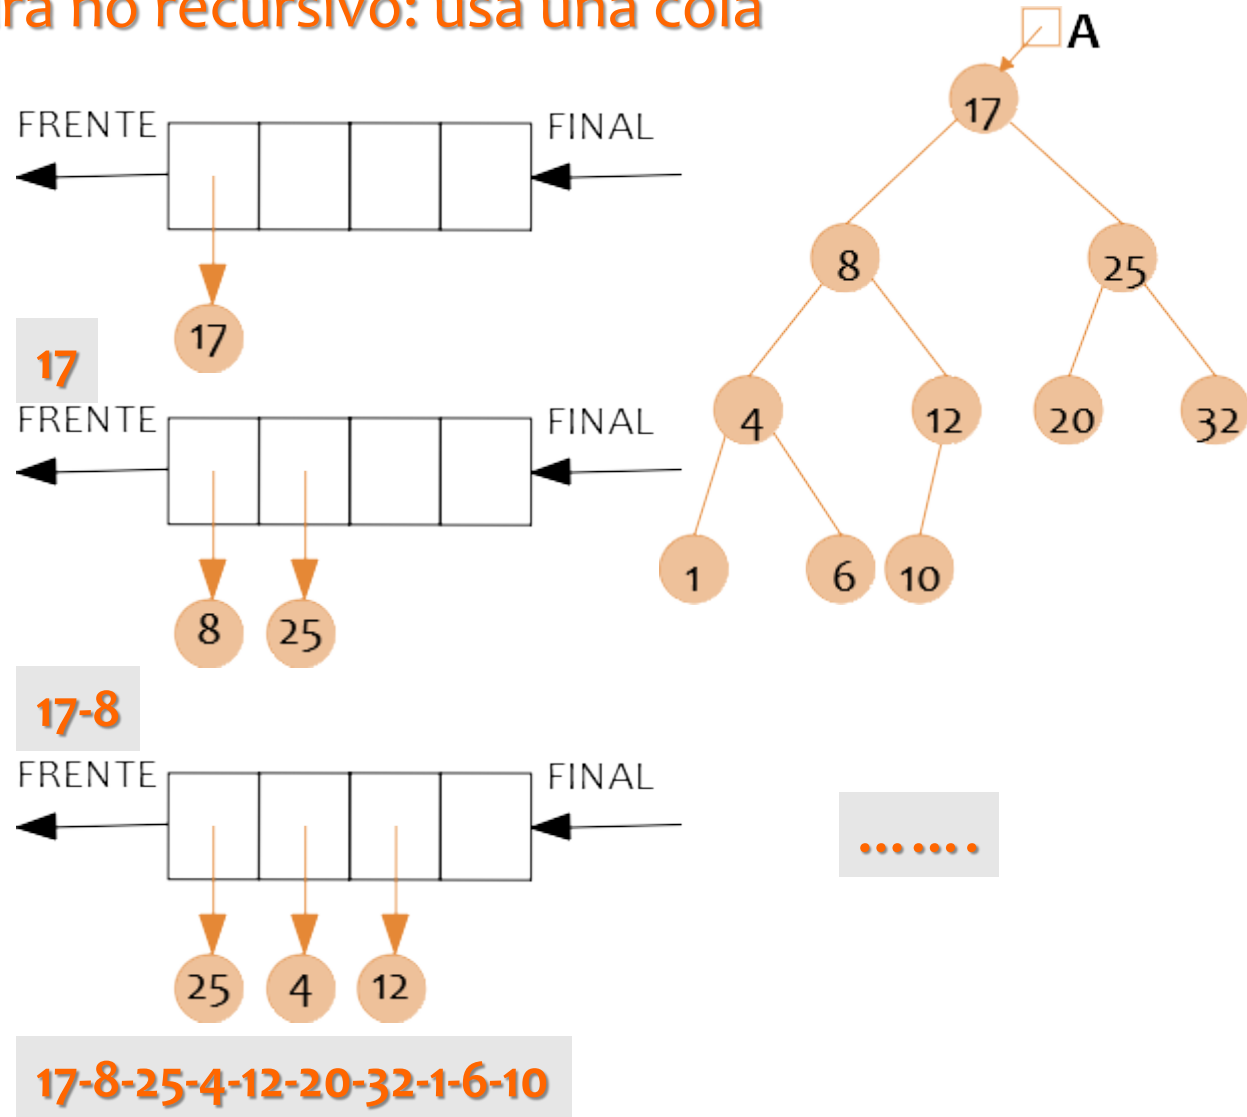 no recursivo: usa una cola
A
17
8
25
4
12
20
32
1
6
10
FRENTE
FINAL
17
17
FRENTE
FINAL
8
25
17-8
FRENTE
FINAL
.......
25
4
12
17-8-25-4-12-20-32-1-6-10